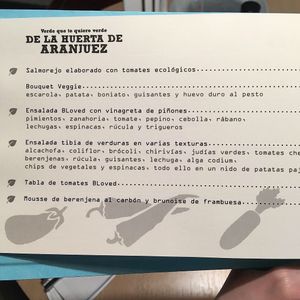 Verde que te quiero verde
DE LA HUERTA DE
ARANJUEZ
Salmorejo elaborado con tomates ecológicos
Bouquet Veggie
escarola, patata, boniato, guisantes y huevo duro al pesto
Ensalada BLoved con vinagreta de piñones
pimientos, zanahoria, tomate, pepino, cebolla, rábano,
lechugas, espinacas, rúcula y trigueros
Ensalada tibia de verduras en varias texturas
alcachofa, coliflor, brócoli, chirivías, judías verdes, tomates
berenjenas, rúcula, guisantes, lechuga, alga codium,
chips de vegetales y espinacas, todo ello en un nido de patatas
Tabla de tomates BLoved
Mousse de berenjena al carbón y brunoise de frambuesa